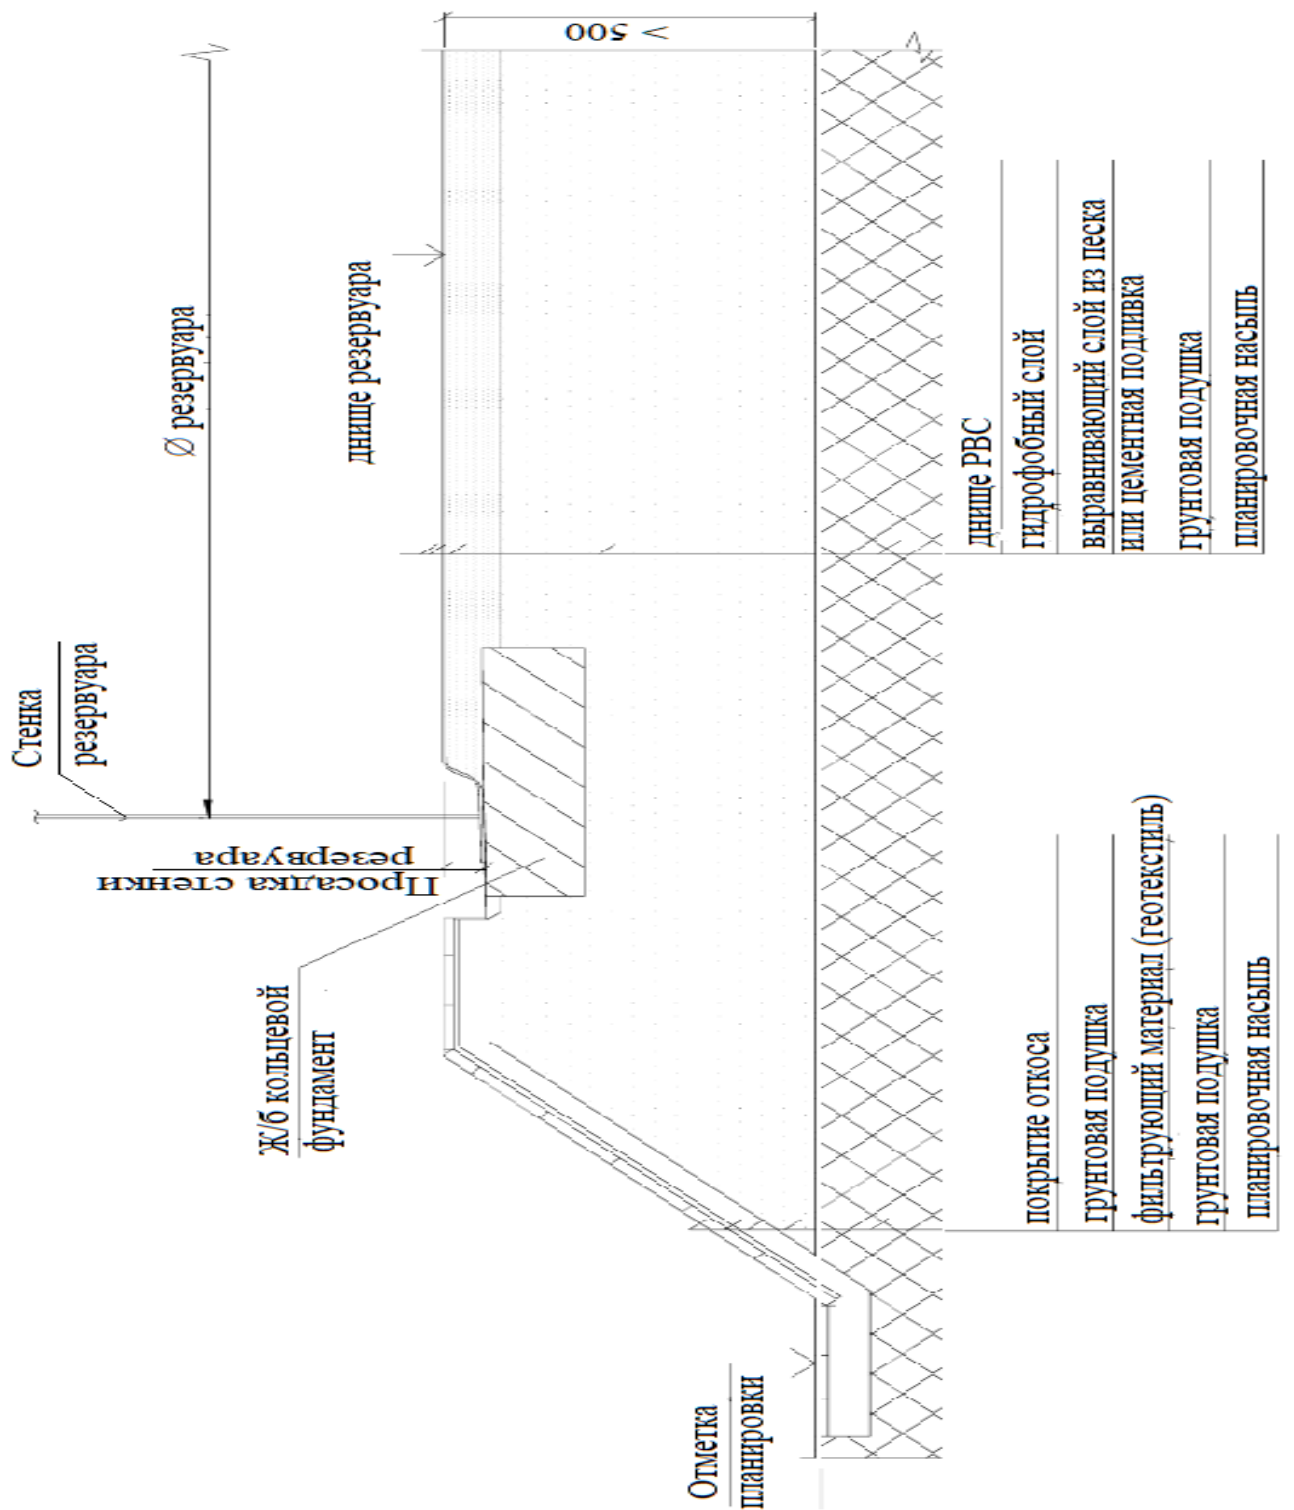 Стенка
резервуара
Ø резервуара
днище резервуара
> 500
Просадка стенки
резервуара
Ж/б кольцевой
фундамент
Отметка
планировки
днище РВС
гидрофобный слой
выравнивающий слой из песка
или цементная подливка
грунтовая подушка
планировочная насыпь
покрытие откоса
грунтовая подушка
фильтрующий материал (геотекстиль)
грунтовая подушка
планировочная насыпь